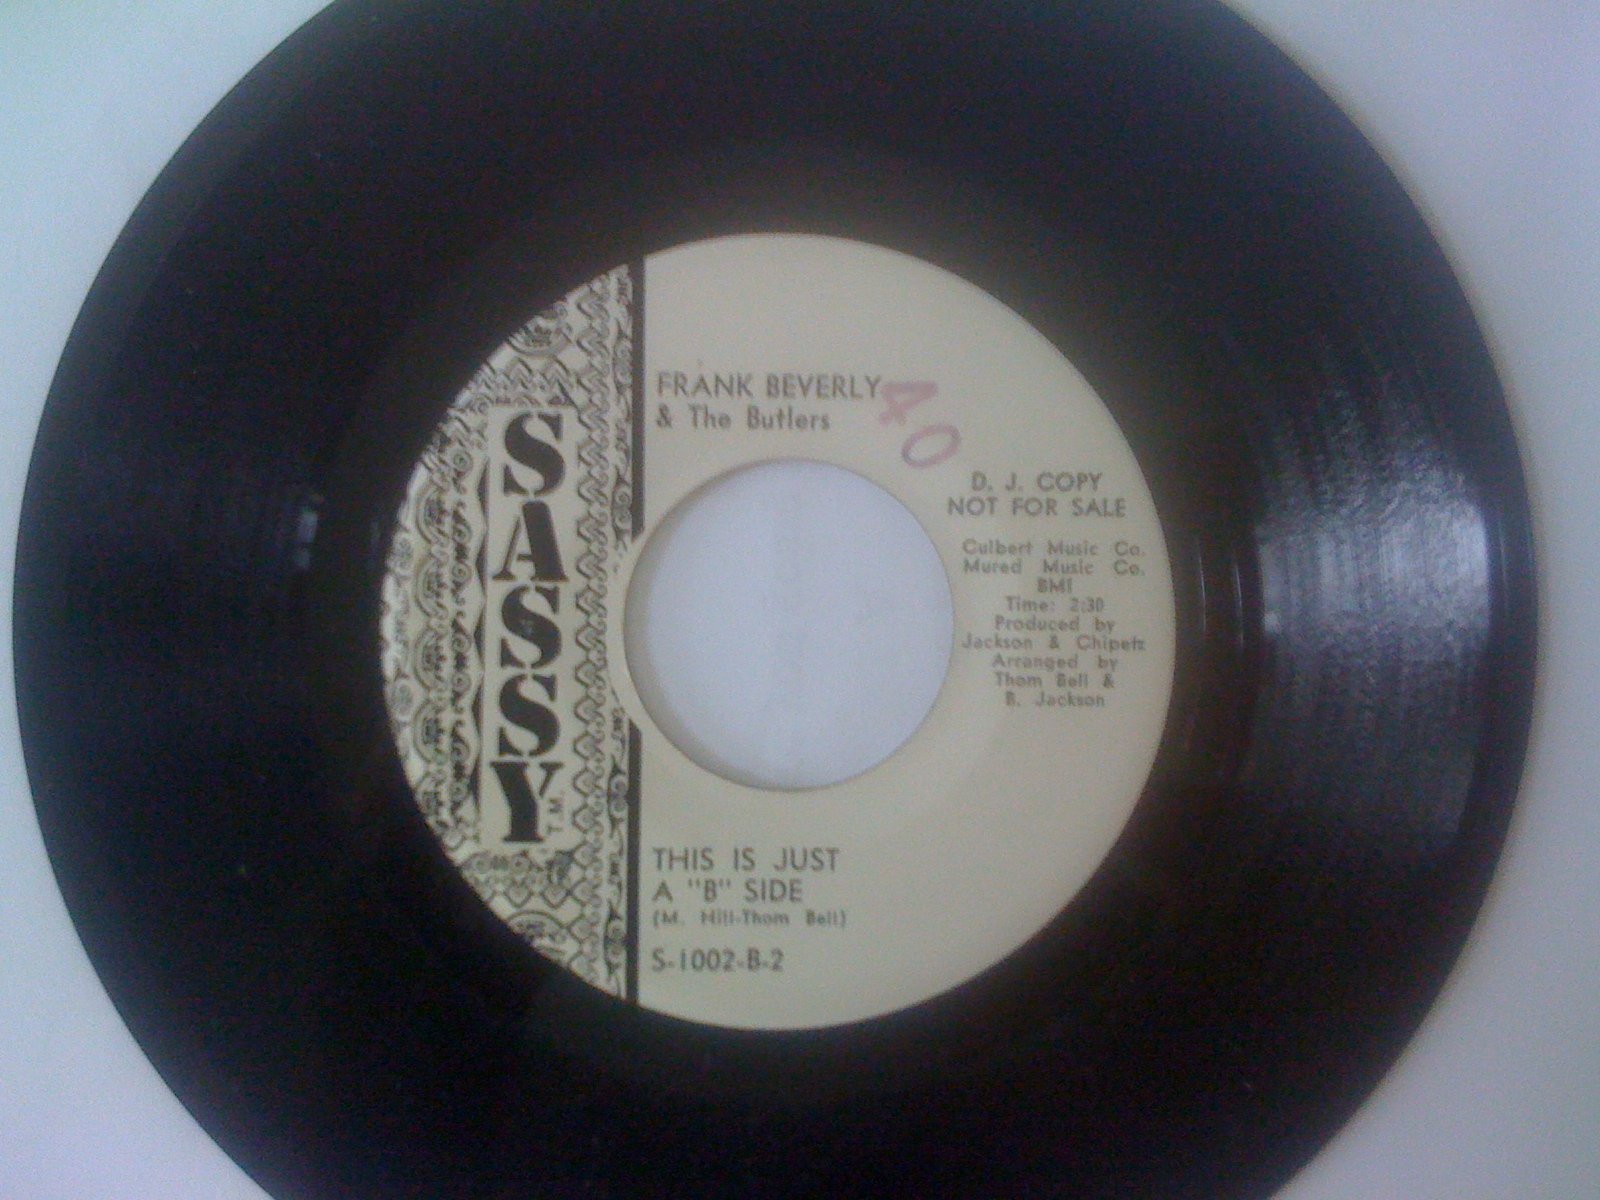 SASSY
T.M.
FRANK BEVERLY
& The Butlers
40
D. J. COPY
NOT FOR SALE
Culbert Music Co.
Mured Music Co.
BMI
Time: 2:30
Produced by
Jackson & Chipetz
Arranged by
Thom Bell &
B. Jackson
THIS IS JUST
A "B" SIDE
(M. Hill-Thom Bell)
S-1002-B-2